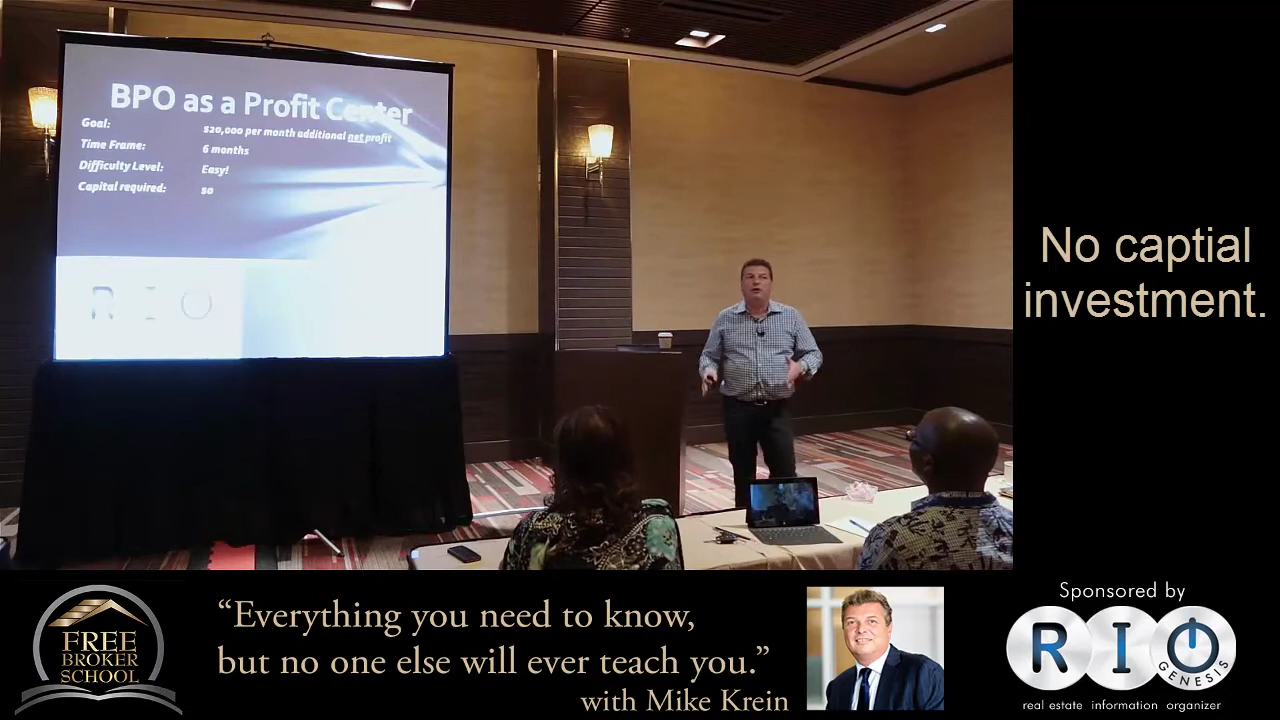 BPO as a Profit Center
Goal: $20,000 per month additional net profit
Time Frame: 6 months
Difficulty Level: Easy!
Capital required: $0
R I O
No captial
investment.
FREE
BROKER
SCHOOL
“Everything you need to know,
but no one else will ever teach you.”
with Mike Krein
Sponsored by
R I O
GENESIS
real estate information organizer